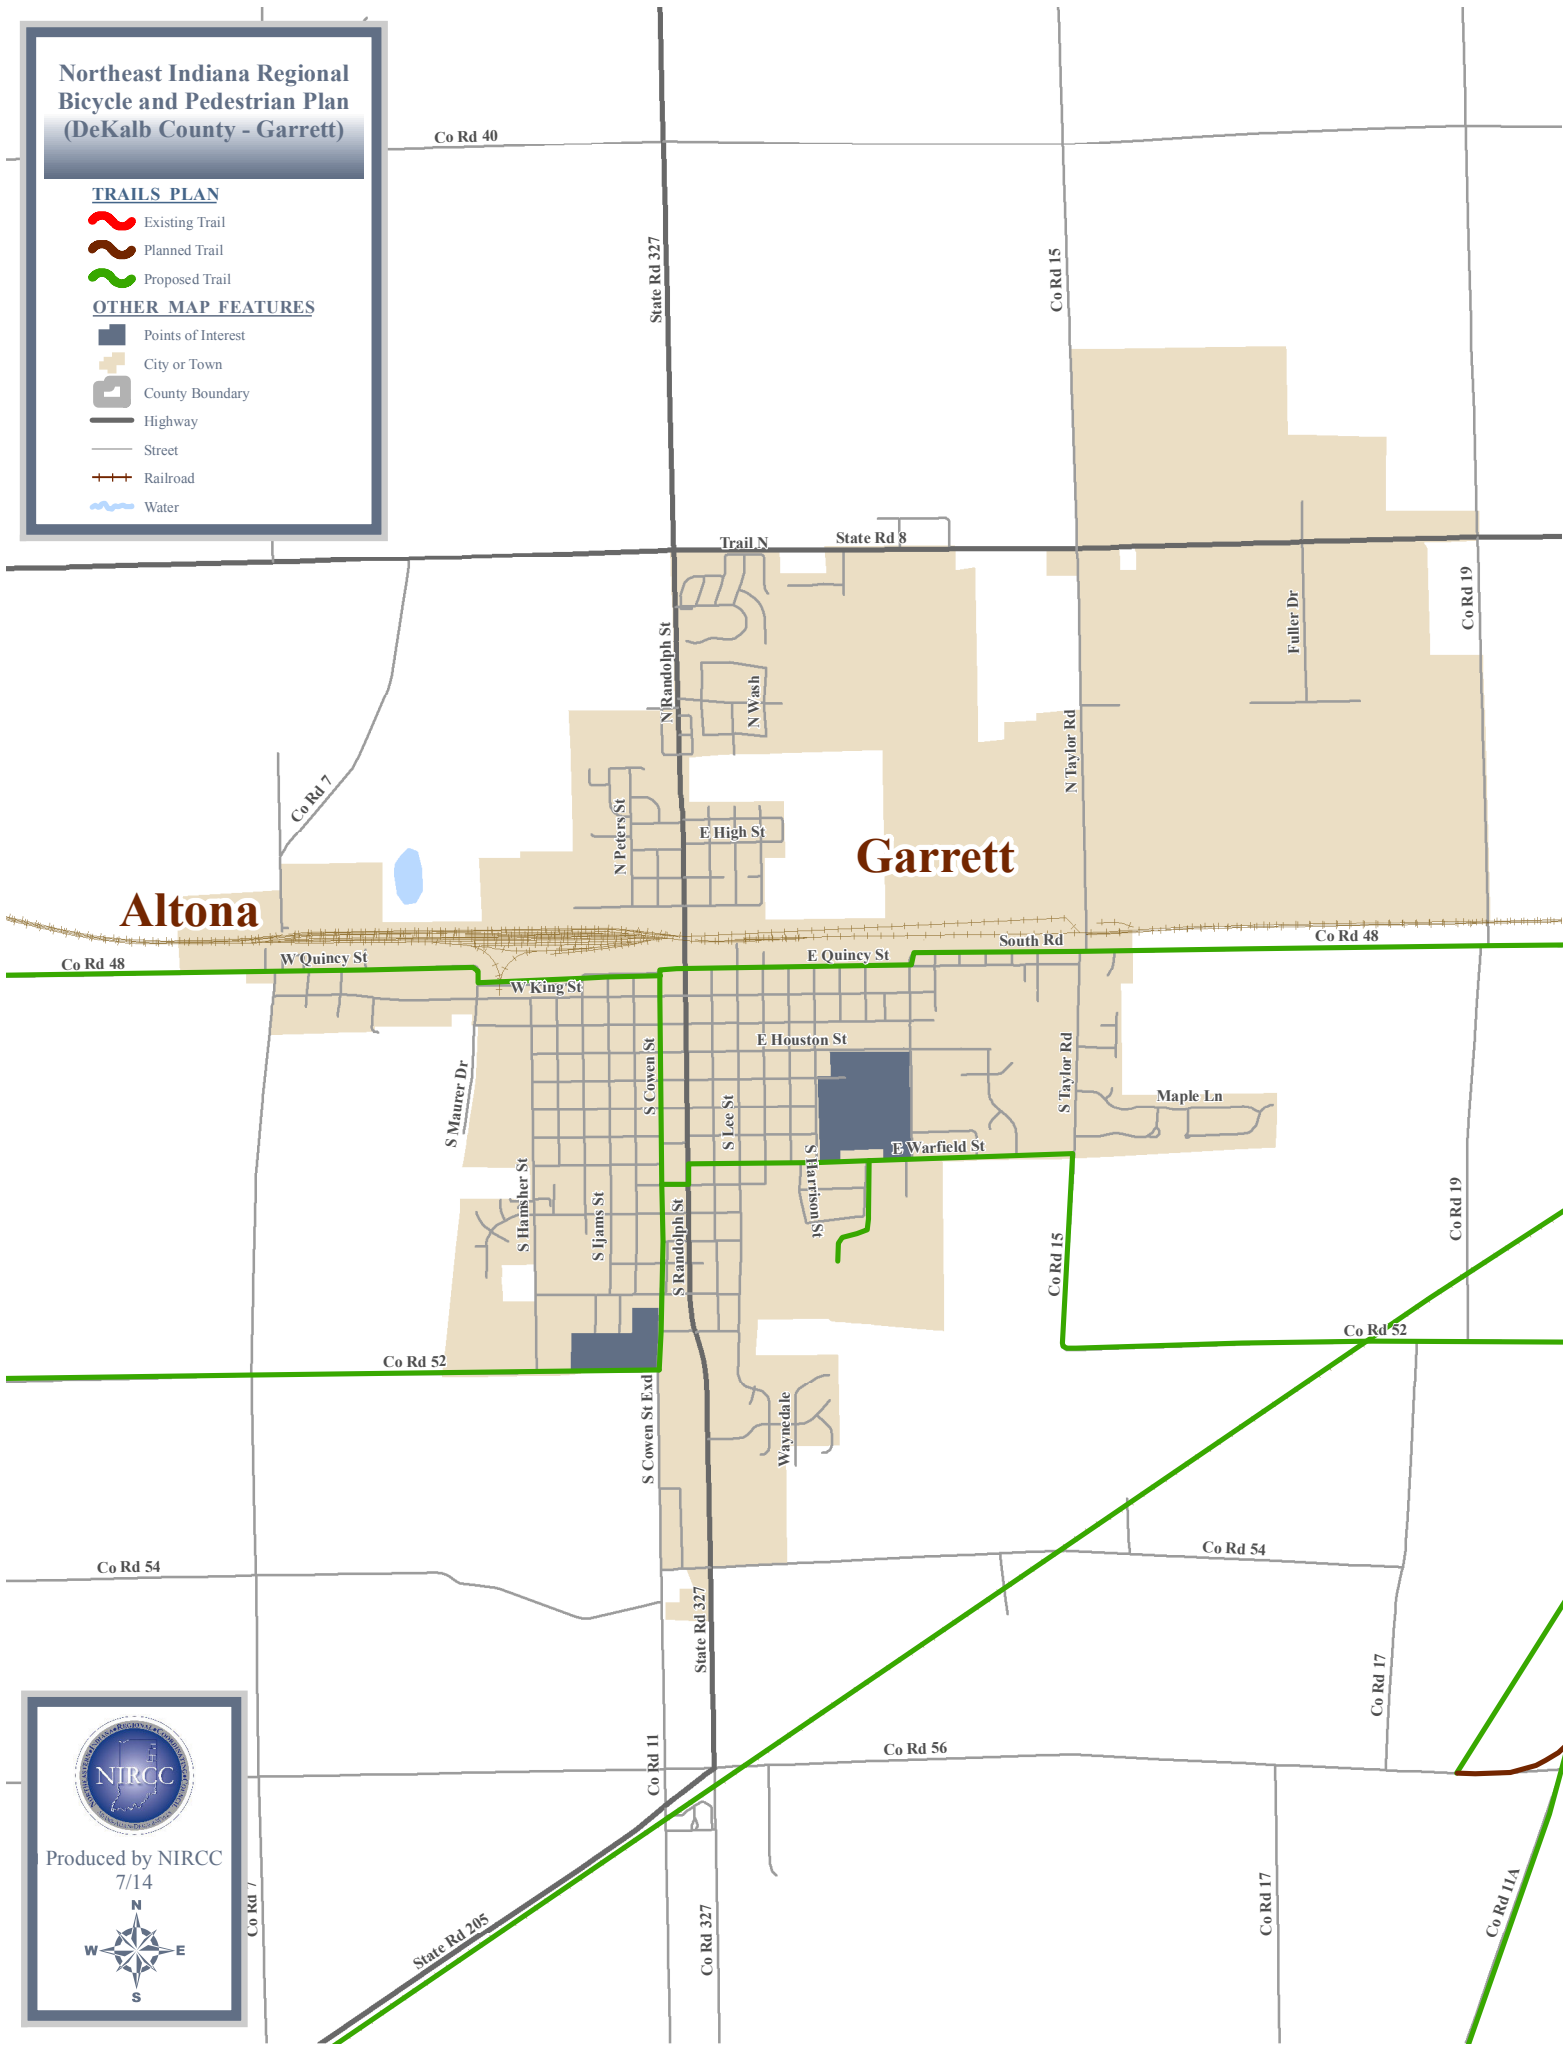 Northeast Indiana Regional
Bicycle and Pedestrian Plan
(DeKalb County - Garrett)
TRAILS PLAN
Existing Trail
Planned Trail
Proposed Trail
OTHER MAP FEATURES
Points of Interest
City or Town
County Boundary
Highway
Street
Railroad
Water
Co Rd 40
State Rd 327
Co Rd 15
Trail N
State Rd 8
Co Rd 19
Fuller Dr
N Randolph St
N Wash
N Taylor Rd
Co Rd 7
N Peters St
E High St
Garrett
Altona
South Rd
Co Rd 48
E Quincy St
W Quincy St
Co Rd 48
W King St
E Houston St
S Cowen St
S Taylor Rd
S Maurer Dr
S Lee St
Maple Ln
E Warfield St
S Harrison St
S Hamsher St
S Ijams St
S Randolph St
Co Rd 19
Co Rd 15
Co Rd 52
Co Rd 52
S Cowen St Exd
Waynedale
Co Rd 54
Co Rd 54
State Rd 327
Co Rd 17
Co Rd 11
Co Rd 56
NIRCC
Produced by NIRCC
7/14
N
W E
S
Co Rd 7
State Rd 205
Co Rd 327
Co Rd 17
Co Rd 11A